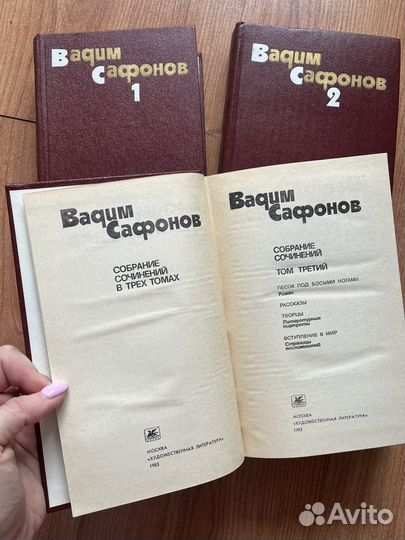 Вадим
Сафонов
1
Вадим
Сафонов
2
Вадим
Сафонов
СОБРАНИЕ
СОЧИНЕНИЙ
В ТРЕХ ТОМАХ
МОСКВА
«ХУДОЖЕСТВЕННАЯ ЛИТЕРАТУРА»
1983
Вадим
Сафонов
СОБРАНИЕ
СОЧИНЕНИЙ
ТОМ ТРЕТИЙ
ПЕСОК ПОД БОСЫМИ НОГАМИ
Роман
РАССКАЗЫ
ТВОРЦЫ
Литературные
портреты
ВСТУПЛЕНИЕ В МИР
Страницы
воспоминаний
МОСКВА
«ХУДОЖЕСТВЕННАЯ ЛИТЕРАТУРА»
1983
Avito